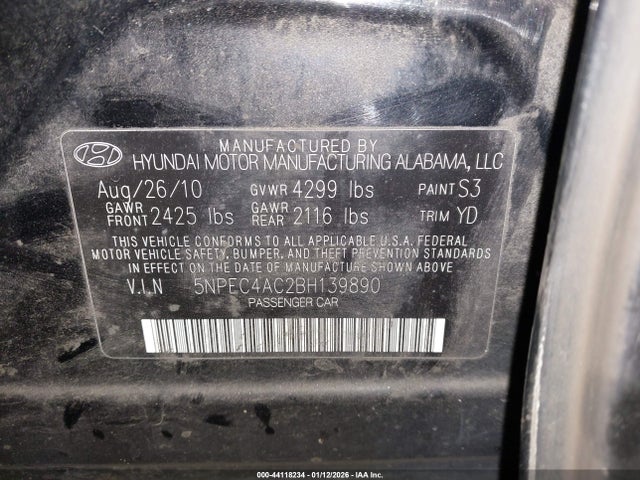 MANUFACTURED BY
HYUNDAI MOTOR MANUFACTURING ALABAMA, LLC
Aug/26/10 GVWR 4299 lbs PAINT S3
GAWR FRONT 2425 lbs GAWR REAR 2116 lbs TRIM YD
THIS VEHICLE CONFORMS TO ALL APPLICABLE U.S.A. FEDERAL
MOTOR VEHICLE SAFETY, BUMPER, AND THEFT PREVENTION STANDARDS
IN EFFECT ON THE DATE OF MANUFACTURE SHOWN ABOVE
V.I.N 5NPEC4AC2BH139890
PASSENGER CAR
000-44118234 - 01/12/2026 - IAA Inc.